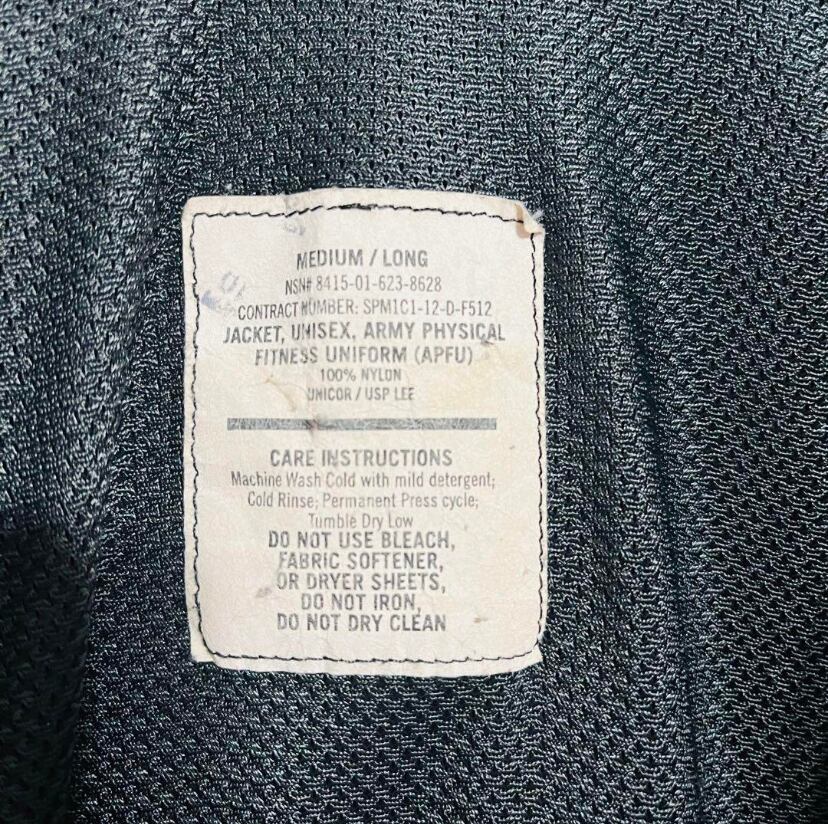 MEDIUM / LONG
NSN# 8415-01-623-8628
CONTRACT NUMBER: SPM1C1-12-D-F512
JACKET, UNISEX, ARMY PHYSICAL
FITNESS UNIFORM (APFU)
100% NYLON
UNICOR / USP LEE
CARE INSTRUCTIONS
Machine Wash Cold with mild detergent;
Cold Rinse; Permanent Press cycle;
Tumble Dry Low
DO NOT USE BLEACH,
FABRIC SOFTENER,
OR DRYER SHEETS,
DO NOT IRON,
DO NOT DRY CLEAN